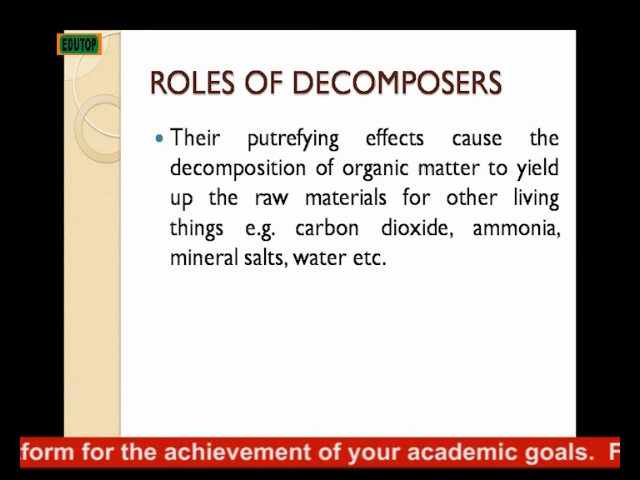 EDUTOP
ROLES OF DECOMPOSERS
• Their putrefying effects cause the
decomposition of organic matter to yield
up the raw materials for other living
things e.g. carbon dioxide, ammonia,
mineral salts, water etc.
form for the achievement of your academic goals. F